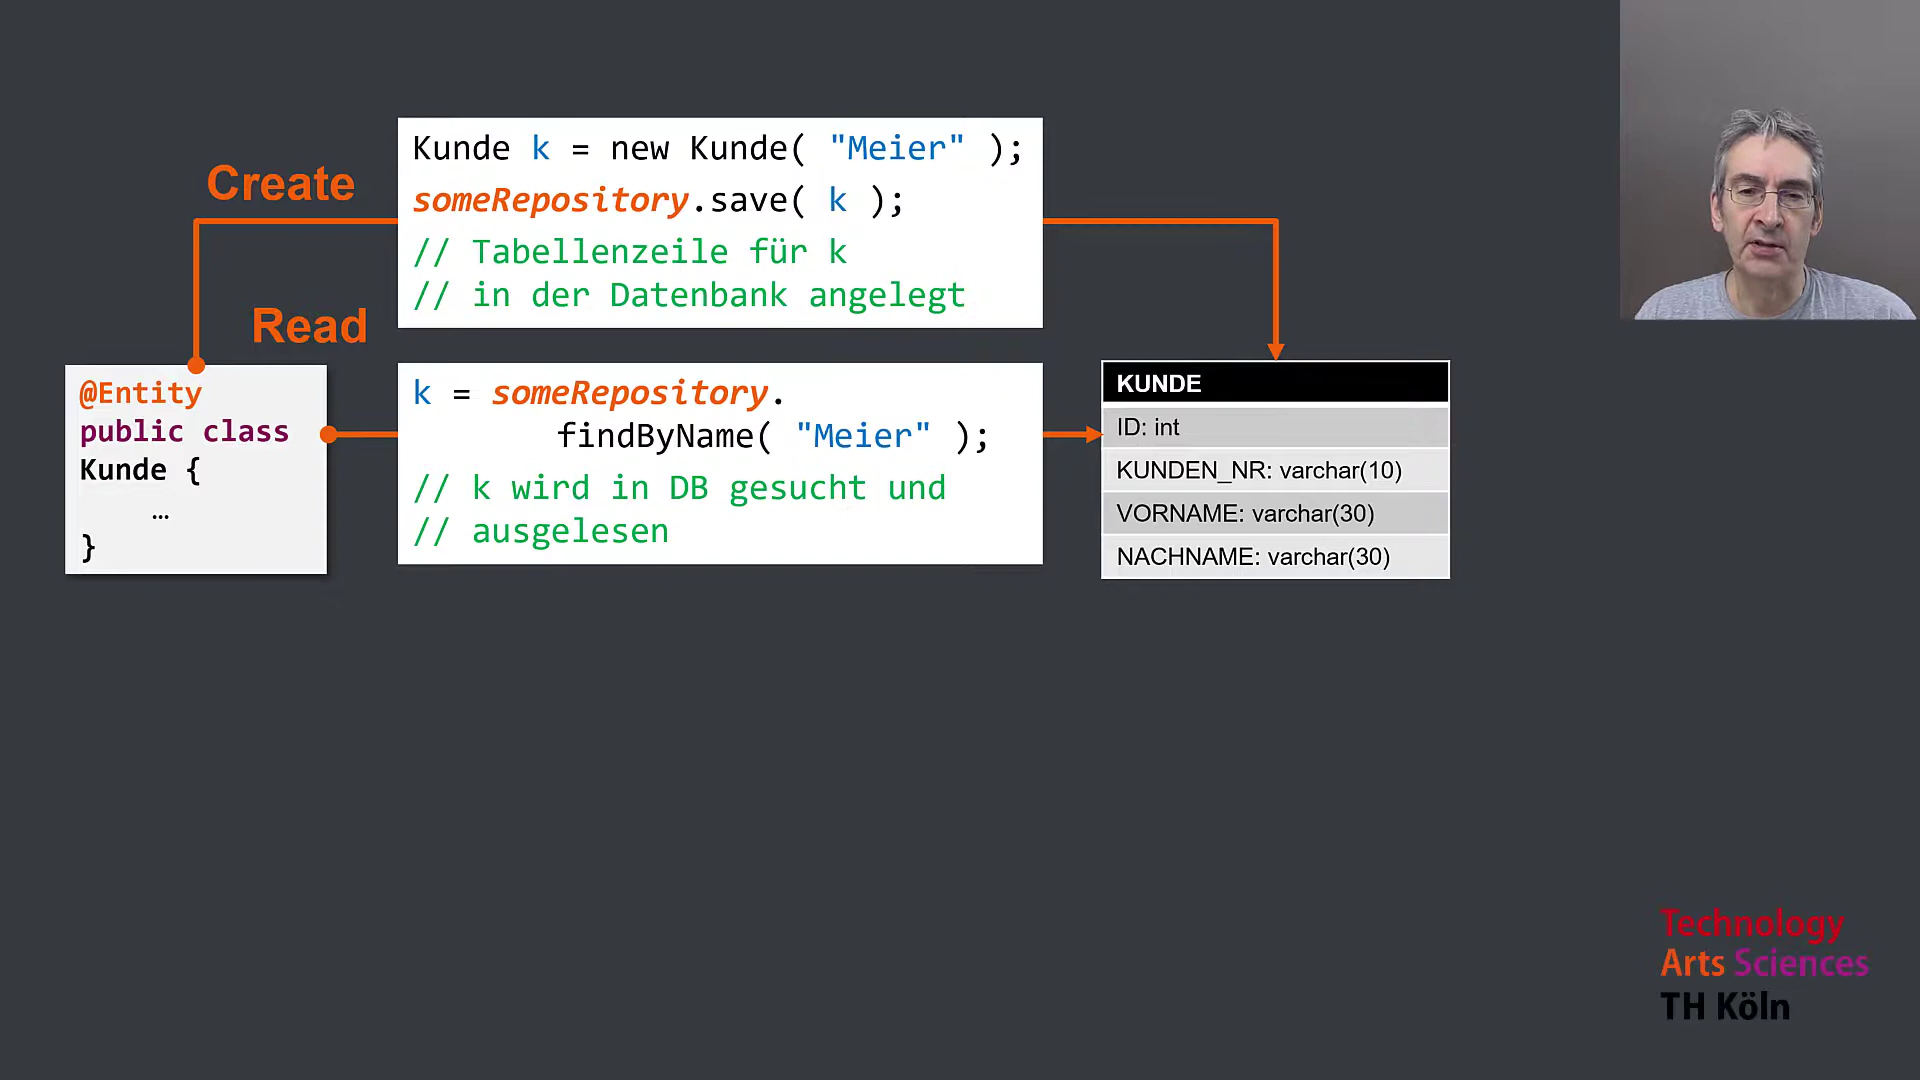 Create
Kunde k = new Kunde( "Meier" );
someRepository.save( k );
// Tabellenzeile für k
// in der Datenbank angelegt
Read
k = someRepository.
findByName( "Meier" );
// k wird in DB gesucht und
// ausgelesen
@Entity
public class
Kunde {
…
}
KUNDE
ID: int
KUNDEN_NR: varchar(10)
VORNAME: varchar(30)
NACHNAME: varchar(30)
Technology
Arts Sciences
TH Köln